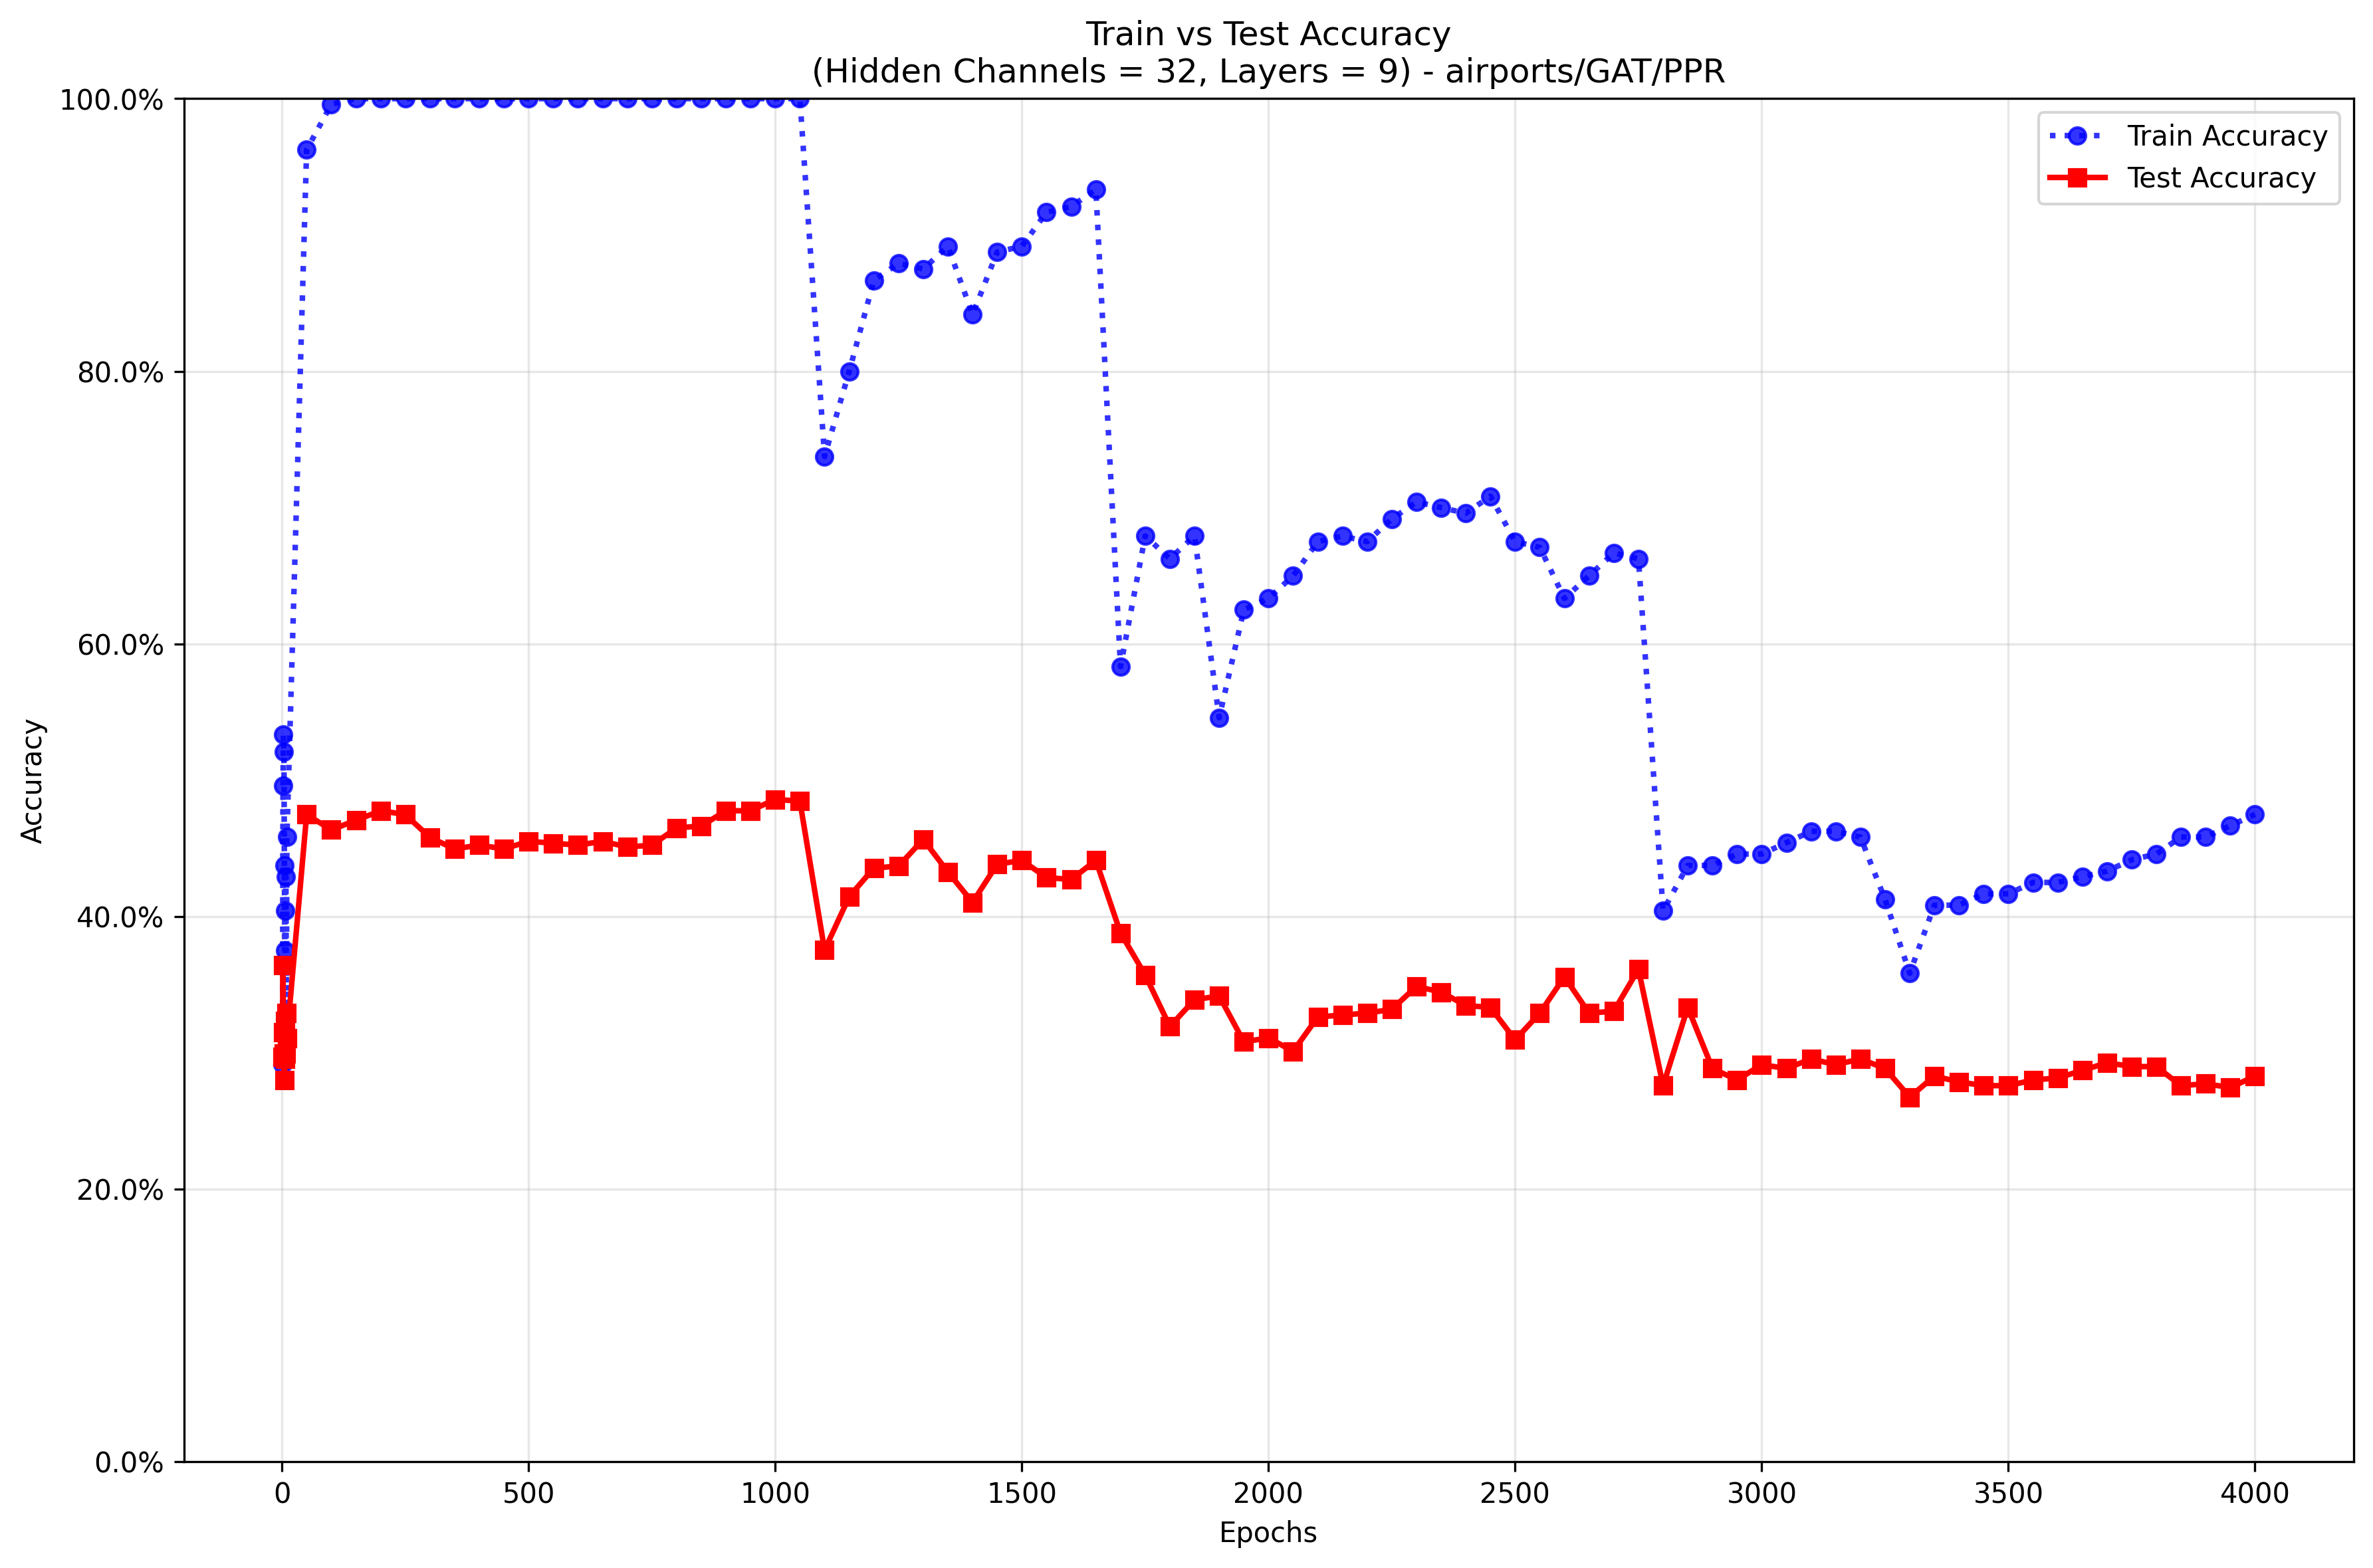 Train vs Test Accuracy
(Hidden Channels = 32, Layers = 9) - airports/GAT/PPR
100.0%
80.0%
60.0%
40.0%
20.0%
0.0%
Accuracy
Train Accuracy
Test Accuracy
0
500
1000
1500
2000
2500
3000
3500
4000
Epochs